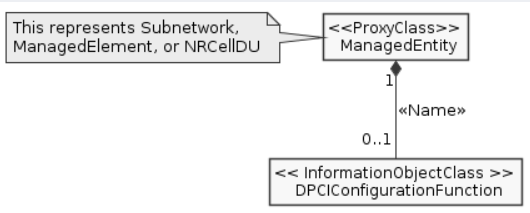 This represents Subnetwork,
ManagedElement, or NRCellDU
<<ProxyClass>>
ManagedEntity
1
«Name»
0..1
<< InformationObjectClass >>
DPCIConfigurationFunction